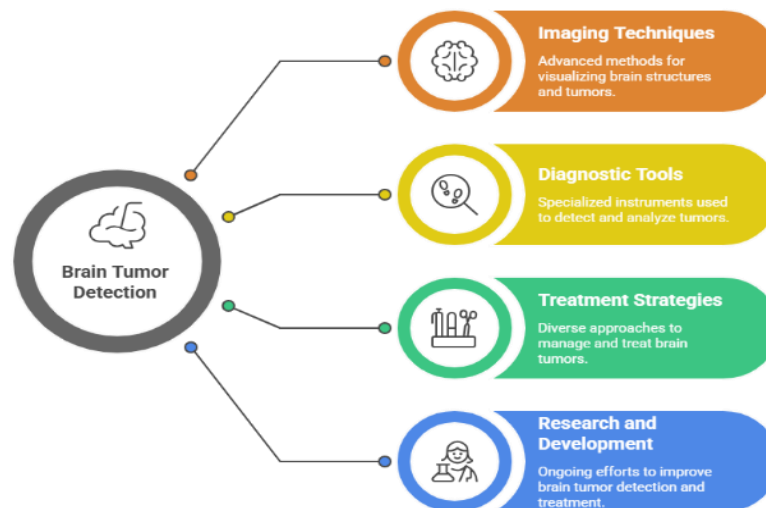 Imaging Techniques
Advanced methods for
visualizing brain structures
and tumors.
Diagnostic Tools
Specialized instruments used
to detect and analyze tumors.
Brain Tumor
Detection
Treatment Strategies
Diverse approaches to
manage and treat brain
tumors.
Research and
Development
Ongoing efforts to improve
brain tumor detection and
treatment.